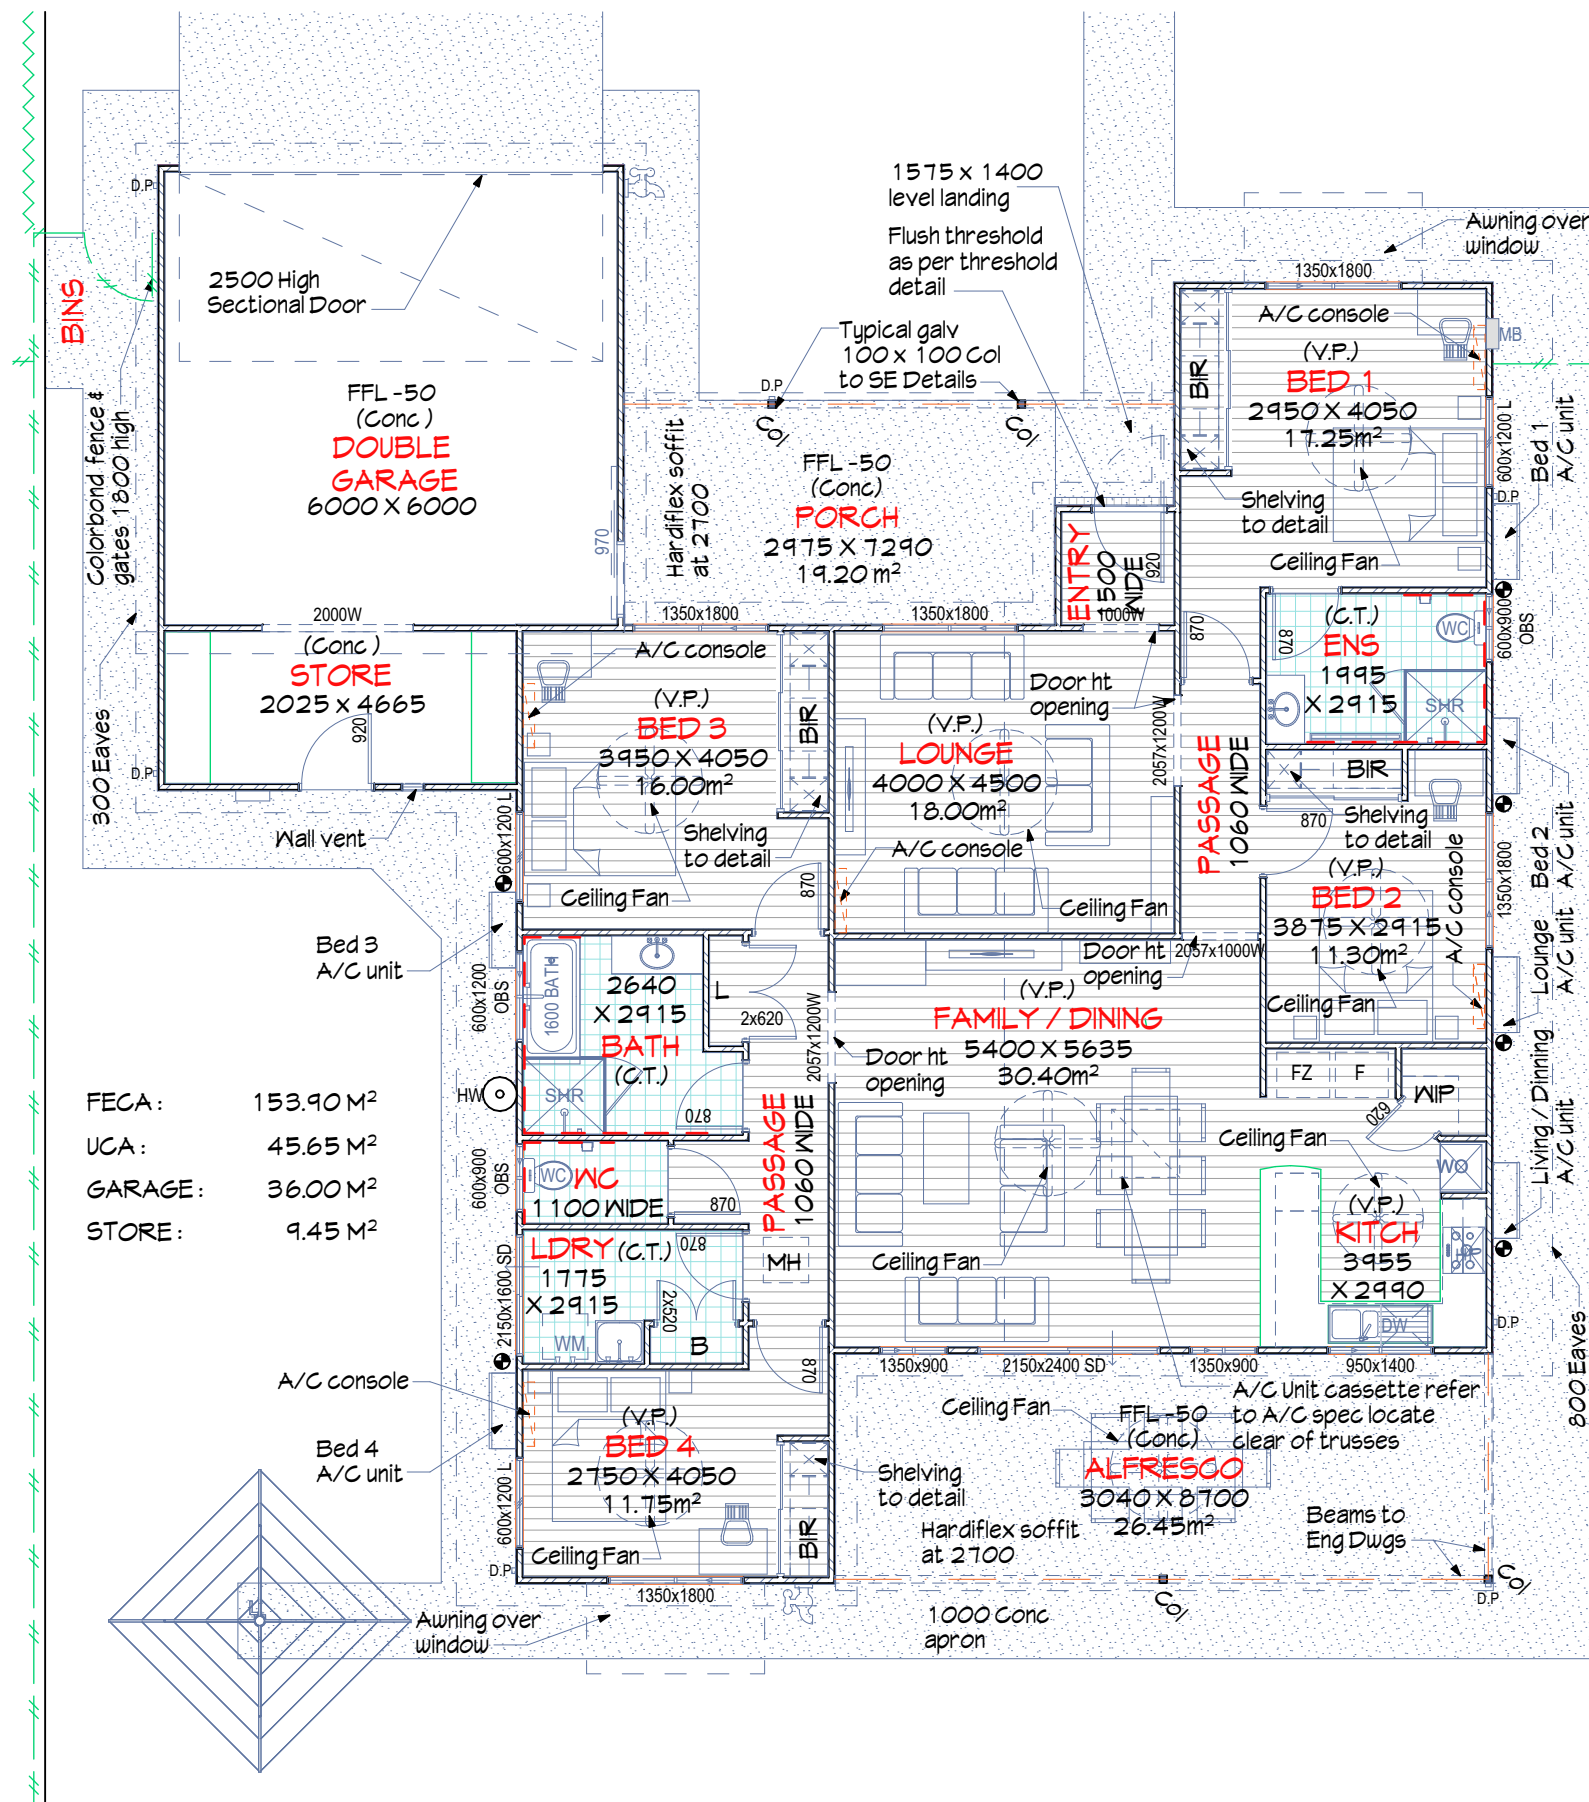 1575 x 1400
level landing
Flush threshold
as per threshold
detail
Awning over
window
1350x1800
D.P
BINS
2500 High
Sectional Door
Typical galv
100 x 100 Col
to SE Details
D.P
Col
Col
A/C console
MB
(V.P.)
BED 1
2950 X 4050
17.25m²
BIR
600x1200 L
Bed 1
A/C unit
D.P
Shelving
to detail
Ceiling Fan
Colorbond fence &
gates 1800 high
FFL -50
(Conc )
DOUBLE
GARAGE
6000 X 6000
970
Hardiflex soffit
at 2700
FFL -50
(Conc)
PORCH
2975 X 7290
19.20 m²
ENTRY
1500
WIDE
920
1000W
2000W
1350x1800
1350x1800
870
870
(C.T.)
ENS
1995
X 2915
WC
SHR
600x900
OBS
(Conc )
STORE
2025 x 4665
920
D.P
300 Eaves
Wall vent
A/C console
(V.P.)
BED 3
3950 X 4050
16.00m²
BIR
Shelving
to detail
Ceiling Fan
870
600x1200 L
Bed 3
A/C unit
Door ht
opening
(V.P.)
LOUNGE
4000 X 4500
18.00m²
A/C console
Ceiling Fan
2057x1200W
PASSAGE
1060 WIDE
BIR
870
Shelving
to detail
(V.P.)
BED 2
3875 X 2915
11.30m²
Ceiling Fan
A/C console
1350x1800
Bed 2
A/C unit
Lounge
A/C unit
Living / Dinning
A/C unit
Door ht
opening
2057x1000W
600x1200
OBS
1600 BATH
2640
X 2915
BATH
(C.T.)
SHR
870
L
2x620
2057x1200W
Door ht
opening
(V.P.)
FAMILY / DINING
5400 X 5635
30.40m²
FZ
F
WIP
620
WO
HW
FECA : 153.90 M²
UCA : 45.65 M²
GARAGE : 36.00 M²
STORE : 9.45 M²
600x900
OBS
WC
WC
1100 WIDE
870
PASSAGE
1060 WIDE
Ceiling Fan
Ceiling Fan
(V.P.)
KITCH
3955
X 2990
HP
DW
D.P
LDRY (C.T.)
1775
X 2915
870
2x520
WM
B
MH
2150x1600 SD
870
1350x900
2150x2400 SD
1350x900
950x1400
800 Eaves
A/C console
Bed 4
A/C unit
(V.P.)
BED 4
2750 X 4050
11.75m²
Ceiling Fan
BIR
600x1200 L
D.P
1350x1800
Awning over
window
Shelving
to detail
Ceiling Fan
A/C Unit cassette refer
to A/C spec locate
clear of trusses
FFL -50
(Conc)
ALFRESCO
3040 X 8700
26.45m²
Hardiflex soffit
at 2700
Beams to
Eng Dwgs
Col
Col
D.P
1000 Conc
apron